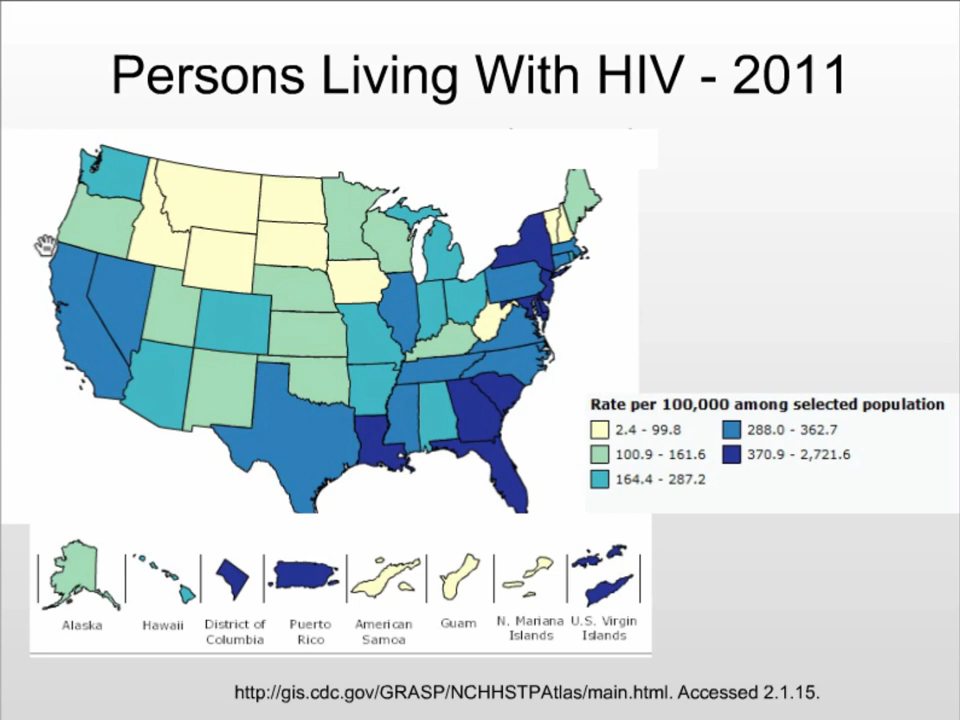 Persons Living With HIV - 2011
Rate per 100,000 among selected population
2.4 - 99.8
288.0 - 362.7
100.9 - 161.6
370.9 - 2,721.6
164.4 - 287.2
Alaska
Hawaii
District of
Columbia
Puerto
Rico
American
Samoa
Guam
N. Mariana
Islands
U.S. Virgin
Islands
http://gis.cdc.gov/GRASP/NCHHSTPAtlas/main.html. Accessed 2.1.15.